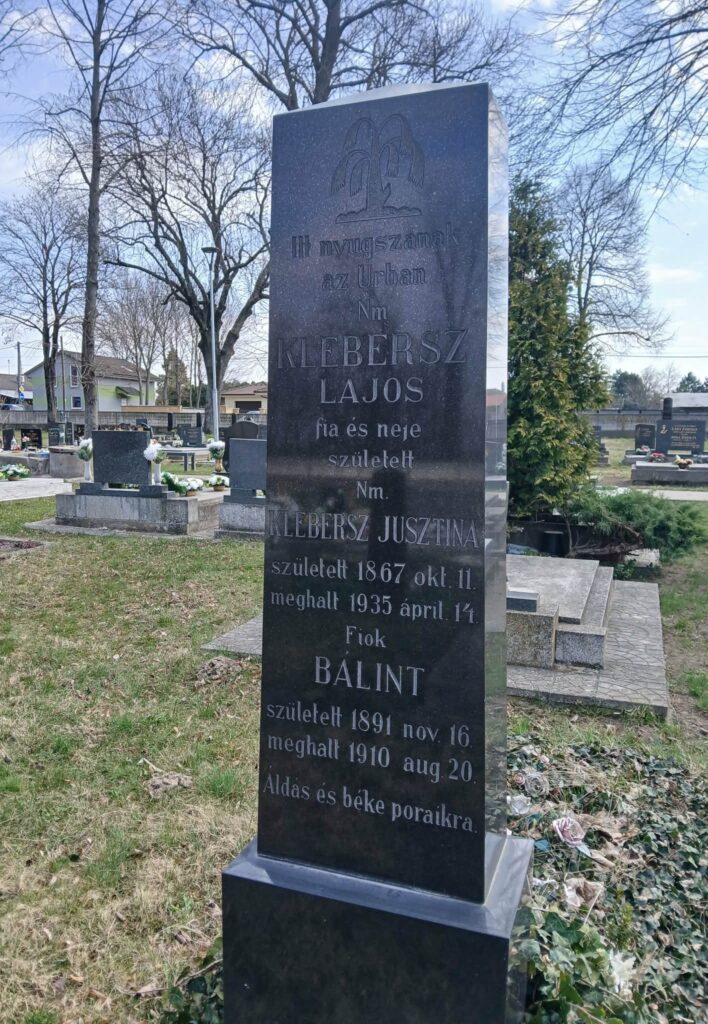 Itt nyugszanak
az Urban
Nm
KLEBERSZ
LAJOS
fia és neje
született
Nm.
KLEBERSZ JUSZTINA
született 1867 okt. 11.
meghalt 1935 ápril. 14.
Fiok
BÁLINT
született 1891 nov. 16.
meghalt 1910 aug. 20.
Áldás és béke poraikra.